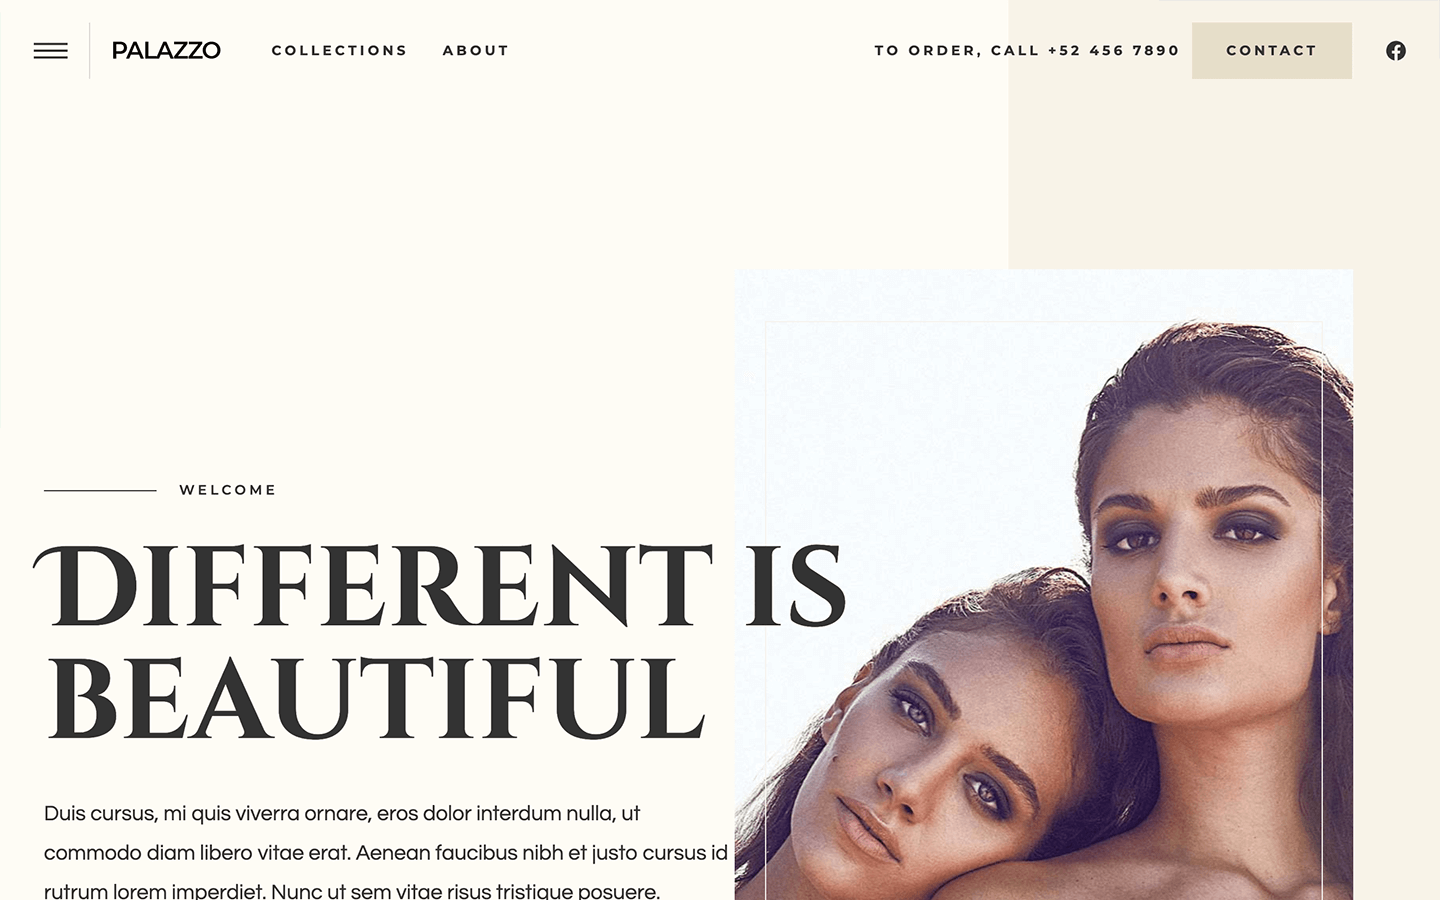 PALAZZO
COLLECTIONS
ABOUT
TO ORDER, CALL +52 456 7890
CONTACT
WELCOME
DIFFERENT IS
BEAUTIFUL
Duis cursus, mi quis viverra ornare, eros dolor interdum nulla, ut
commodo diam libero vitae erat. Aenean faucibus nibh et justo cursus id
rutrum lorem imperdiet. Nunc ut sem vitae risus tristique posuere.